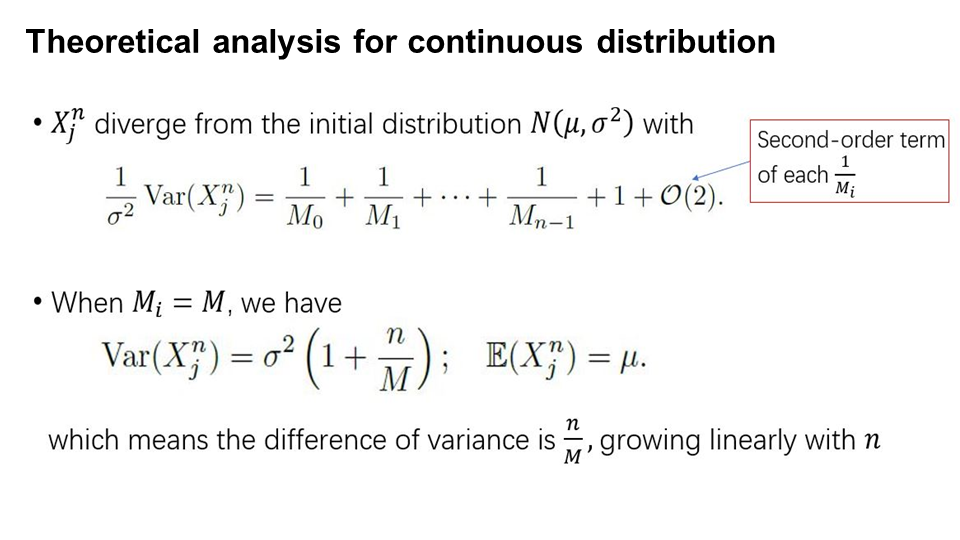 Theoretical analysis for continuous distribution
• $X_j^n$ diverge from the initial distribution $N(\mu, \sigma^2)$ with
$\frac{1}{\sigma^2} \operatorname{Var}(X_j^n) = \frac{1}{M_0} + \frac{1}{M_1} + \cdots + \frac{1}{M_{n-1}} + 1 + \mathcal{O}(2).$
Second-order term
of each $\frac{1}{M_i}$
• When $M_i = M$, we have
$\operatorname{Var}(X_j^n) = \sigma^2 \left(1 + \frac{n}{M}\right); \quad \mathbb{E}(X_j^n) = \mu.$
which means the difference of variance is $\frac{n}{M}$, growing linearly with $n$